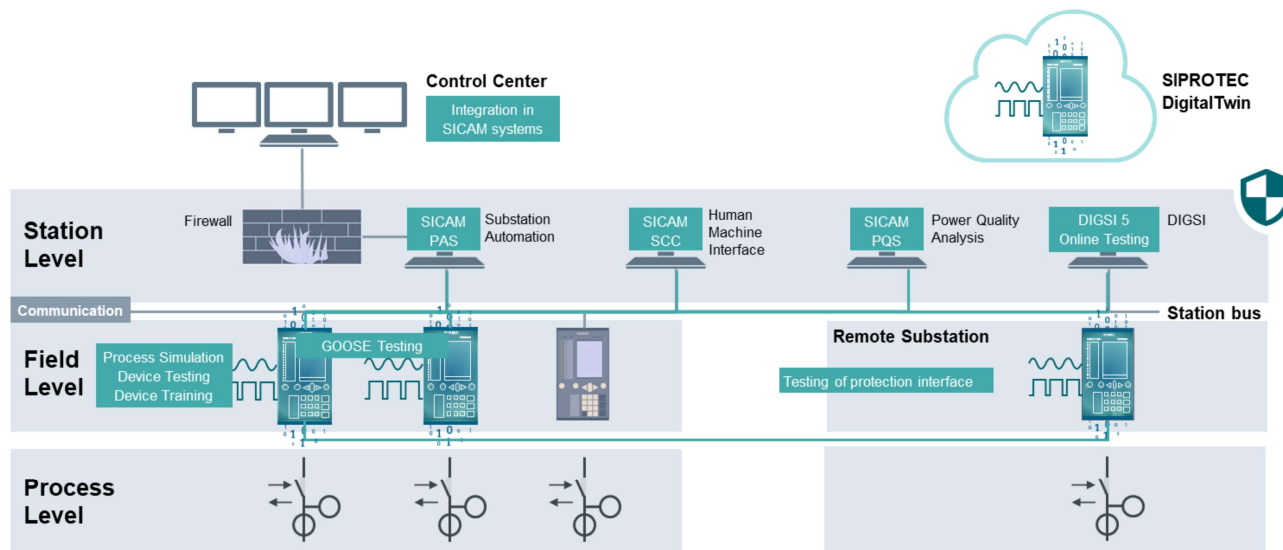 Control Center
Integration in
SICAM systems
SIPROTEC
DigitalTwin
Station
Level
Firewall
SICAM
PAS
Substation
Automation
SICAM
SCC
Human
Machine
Interface
SICAM
PQS
Power Quality
Analysis
DIGSI 5
Online Testing
DIGSI
Communication
Station bus
Field
Level
Process Simulation
Device Testing
Device Training
GOOSE Testing
Remote Substation
Testing of protection interface
Process
Level